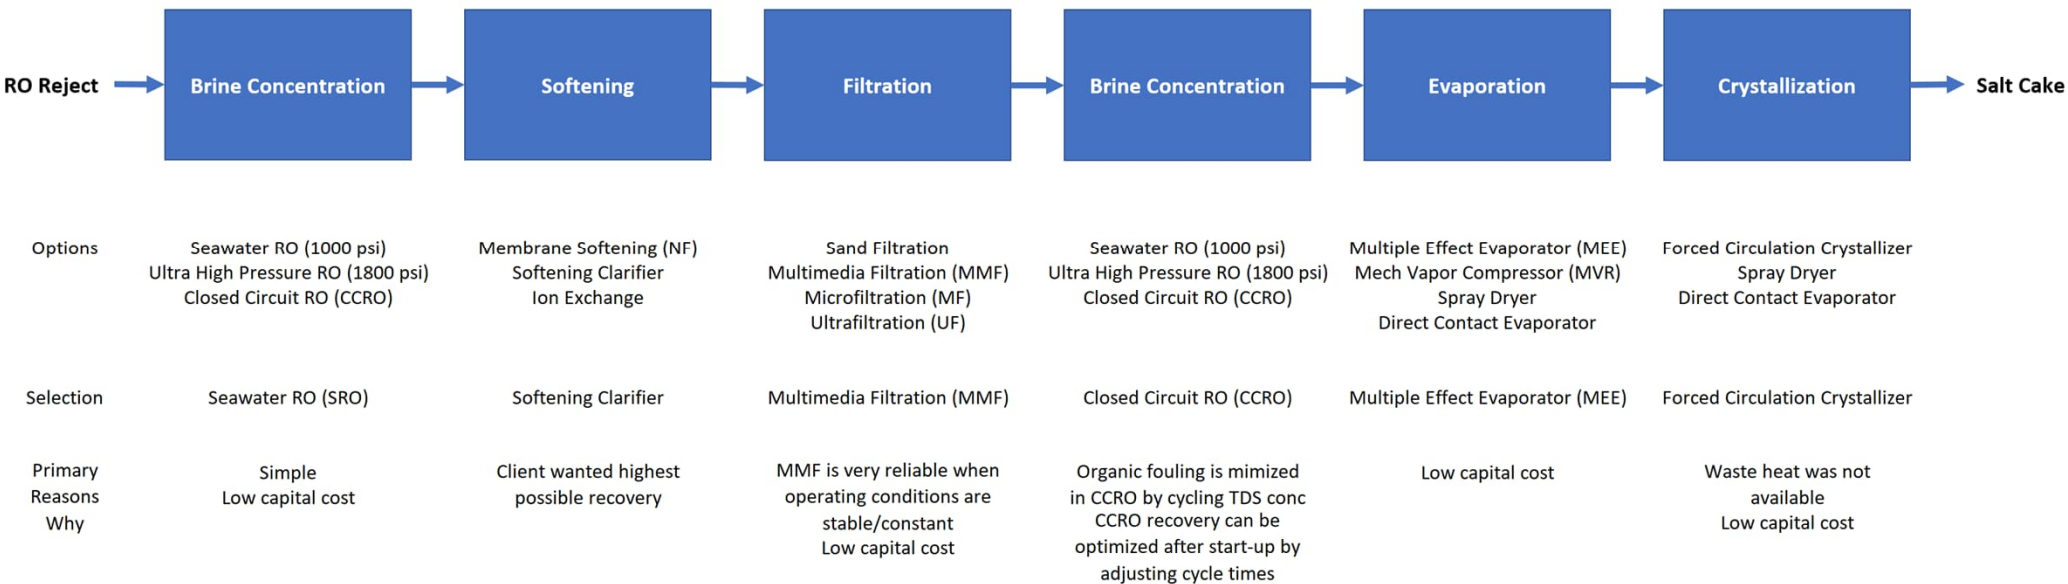 RO Reject
Brine Concentration
Softening
Filtration
Brine Concentration
Evaporation
Crystallization
Salt Cake
Options
Seawater RO (1000 psi)
Ultra High Pressure RO (1800 psi)
Closed Circuit RO (CCRO)
Membrane Softening (NF)
Softening Clarifier
Ion Exchange
Sand Filtration
Multimedia Filtration (MMF)
Microfiltration (MF)
Ultrafiltration (UF)
Seawater RO (1000 psi)
Ultra High Pressure RO (1800 psi)
Closed Circuit RO (CCRO)
Multiple Effect Evaporator (MEE)
Mech Vapor Compressor (MVR)
Spray Dryer
Direct Contact Evaporator
Forced Circulation Crystallizer
Spray Dryer
Direct Contact Evaporator
Selection
Seawater RO (SRO)
Softening Clarifier
Multimedia Filtration (MMF)
Closed Circuit RO (CCRO)
Multiple Effect Evaporator (MEE)
Forced Circulation Crystallizer
Primary
Reasons
Why
Simple
Low capital cost
Client wanted highest
possible recovery
MMF is very reliable when
operating conditions are
stable/constant
Low capital cost
Organic fouling is mimized
in CCRO by cycling TDS conc
CCRO recovery can be
optimized after start-up by
adjusting cycle times
Low capital cost
Waste heat was not
available
Low capital cost